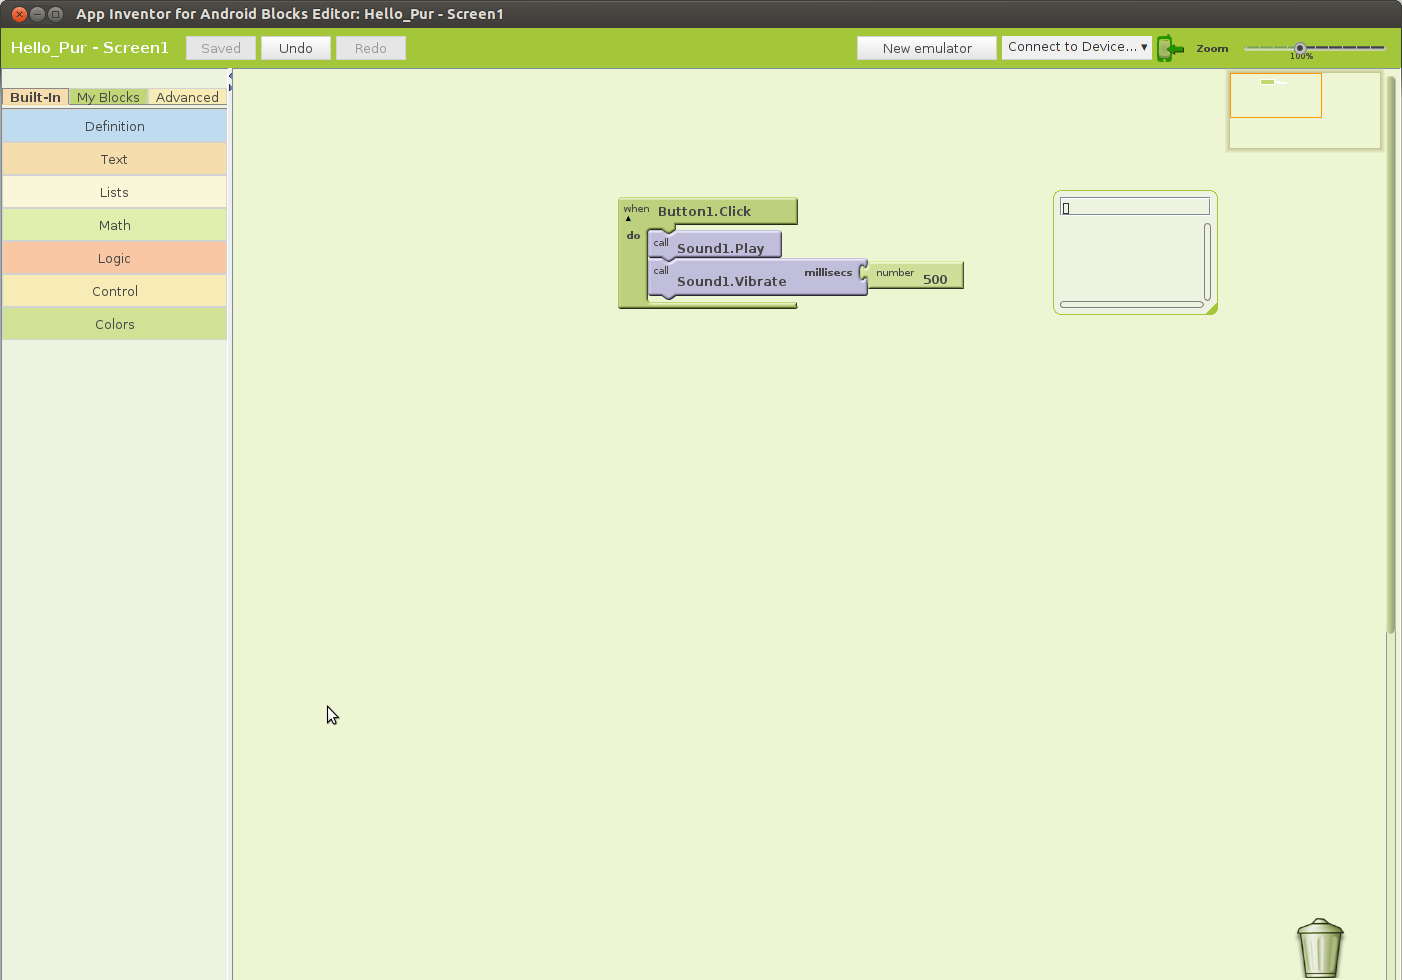 App Inventor for Android Blocks Editor: Hello_Pur - Screen1
Hello_Pur - Screen1 Saved Undo Redo New emulator Connect to Device... Zoom
100%
Built-In My Blocks Advanced
Definition
Text
Lists
Math
Logic
Control
Colors
when Button1.Click
do
call Sound1.Play
call Sound1.Vibrate millisecs number 500